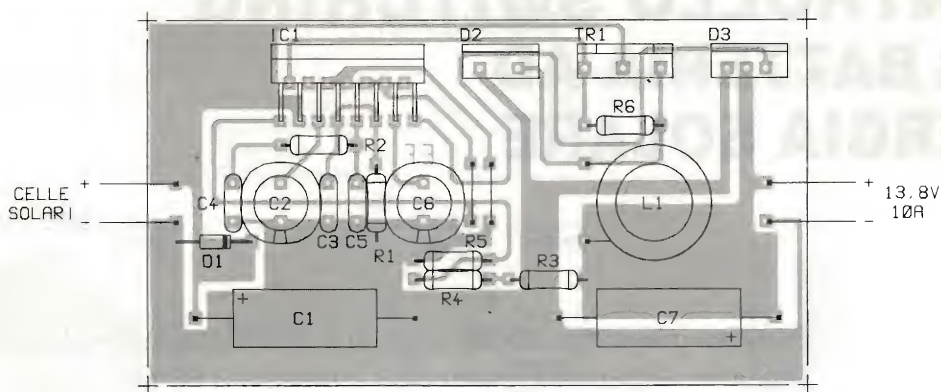 IC1
D2
TR1
D3
R6
R2
CELLE
SOLARI
+
-
C4
C2
C3
C5
C6
L1
+
-
13.8V
10A
D1
R1
R5
R4
R3
+
C1
C7
+